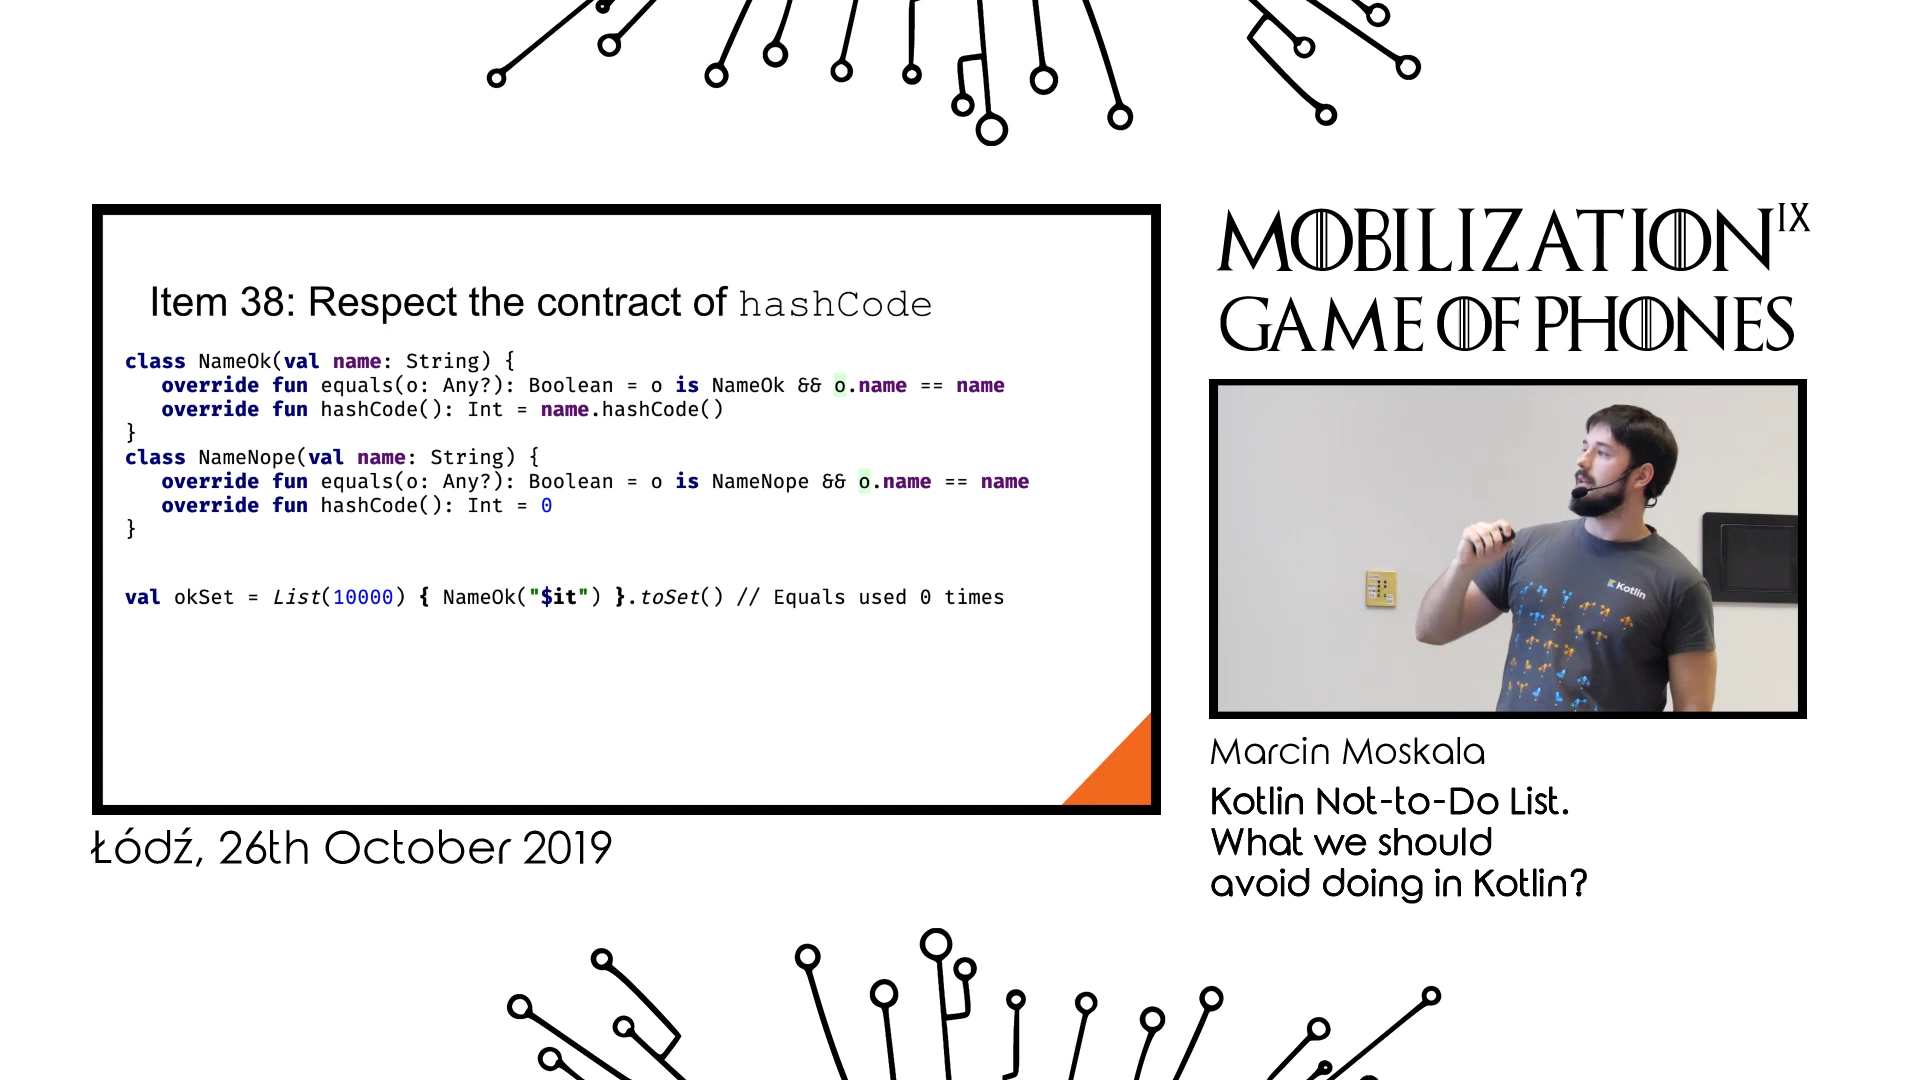 Item 38: Respect the contract of hashCode
class NameOk(val name: String) {
override fun equals(o: Any?): Boolean = o is NameOk && o.name == name
override fun hashCode(): Int = name.hashCode()
}
class NameNope(val name: String) {
override fun equals(o: Any?): Boolean = o is NameNope && o.name == name
override fun hashCode(): Int = 0
}
val okSet = List(10000) { NameOk("$it") }.toSet() // Equals used 0 times
Łódź, 26th October 2019
MOBILIZATION IX
GAME OF PHONES
Kotlin
Marcin Moskala
Kotlin Not-to-Do List.
What we should
avoid doing in Kotlin?